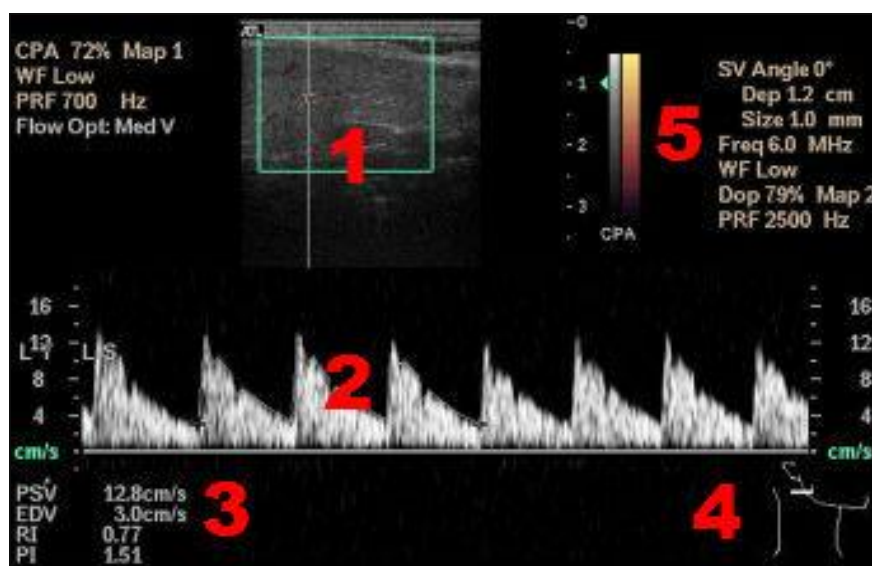 CPA 72% Map 1
WF Low
PRF 700 Hz
Flow Opt: Med V
ATL
1
0
1
2
3
CPA
5
SV Angle 0°
Dep 1.2 cm
Size 1.0 mm
Freq 6.0 MHz
WF Low
Dop 79% Map 2
PRF 2500 Hz
16
12
8
4
cm/s
2
16
12
8
4
cm/s
PSV 12.8cm/s
EDV 3.0cm/s
RI 0.77
PI 1.51
3
4